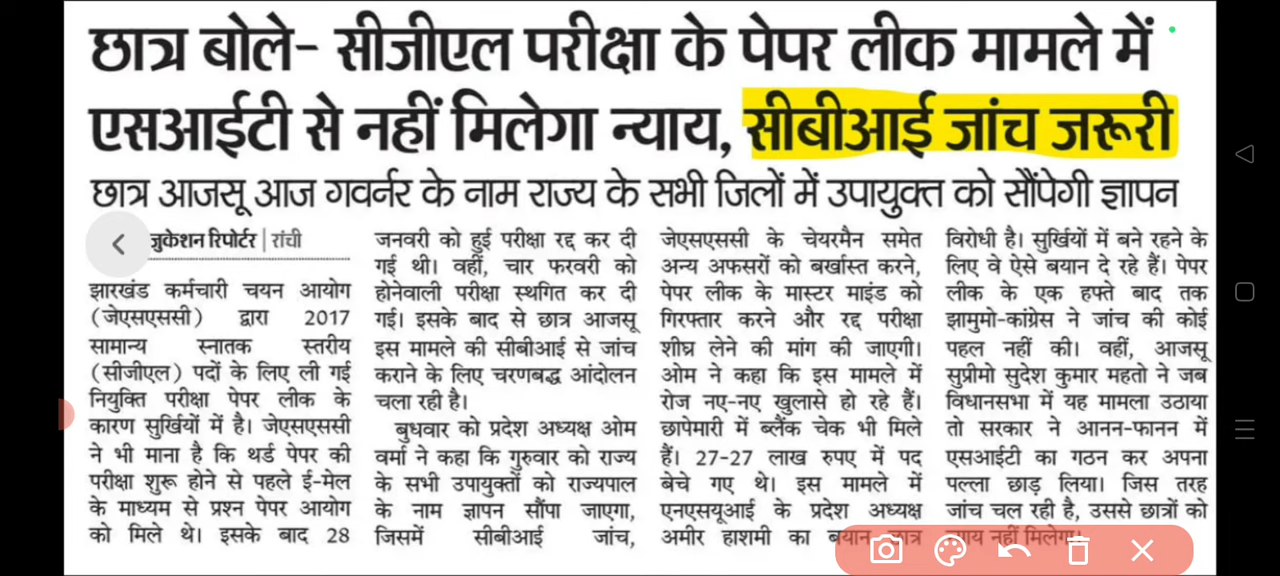 छात्र बोले- सीजीएल परीक्षा के पेपर लीक मामले में
एसआईटी से नहीं मिलेगा न्याय, सीबीआई जांच जरूरी
छात्र आजसू आज गवर्नर के नाम राज्य के सभी जिलों में उपायुक्त को सौंपेगी ज्ञापन
जुकेशन रिपोर्टर | रांची
झारखंड कर्मचारी चयन आयोग
(जेएसएससी) द्वारा 2017
सामान्य स्नातक स्तरीय
(सीजीएल) पदों के लिए ली गई
नियुक्ति परीक्षा पेपर लीक के
कारण सुर्खियों में है। जेएसएससी
ने भी माना है कि थर्ड पेपर की
परीक्षा शुरू होने से पहले ई-मेल
के माध्यम से प्रश्न पेपर आयोग
को मिले थे। इसके बाद 28
जनवरी को हुई परीक्षा रद्द कर दी
गई थी। वहीं, चार फरवरी को
होनेवाली परीक्षा स्थगित कर दी
गई। इसके बाद से छात्र आजसू
इस मामले की सीबीआई से जांच
कराने के लिए चरणबद्ध आंदोलन
चला रही है।
बुधवार को प्रदेश अध्यक्ष ओम
वर्मा ने कहा कि गुरुवार को राज्य
के सभी उपायुक्तों को राज्यपाल
के नाम ज्ञापन सौंपा जाएगा,
जिसमें सीबीआई जांच,
जेएसएससी के चेयरमैन समेत
अन्य अफसरों को बर्खास्त करने,
पेपर लीक के मास्टर माइंड को
गिरफ्तार करने और रद्द परीक्षा
शीघ्र लेने की मांग की जाएगी।
ओम ने कहा कि इस मामले में
रोज नए-नए खुलासे हो रहे हैं।
छापेमारी में ब्लैंक चेक भी मिले
हैं। 27-27 लाख रुपए में पद
बेचे गए थे। इस मामले में
एनएसयूआई के प्रदेश अध्यक्ष
अमीर हाशमी का बयान छात्र
विरोधी है। सुर्खियों में बने रहने के
लिए वे ऐसे बयान दे रहे हैं। पेपर
लीक के एक हफ्ते बाद तक
झामुमो-कांग्रेस ने जांच की कोई
पहल नहीं की। वहीं, आजसू
सुप्रीमो सुदेश कुमार महतो ने जब
विधानसभा में यह मामला उठाया
तो सरकार ने आनन-फानन में
एसआईटी का गठन कर अपना
पल्ला छाड़ लिया। जिस तरह
जांच चल रही है, उससे छात्रों को
न्याय नहीं मिलेगा।